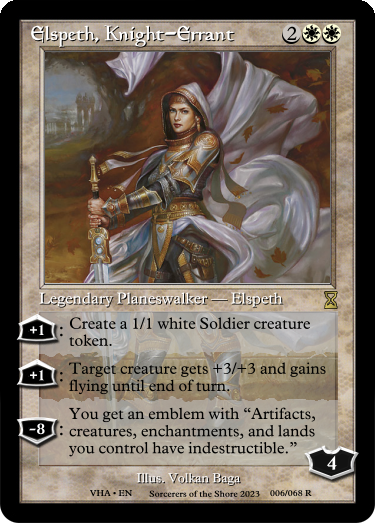 Elspeth, Knight-Errant 2
Legendary Planeswalker — Elspeth
+1: Create a 1/1 white Soldier creature
token.
+1: Target creature gets +3/+3 and gains
flying until end of turn.
-8: You get an emblem with “Artifacts,
creatures, enchantments, and lands
you control have indestructible.”
4
Illus. Volkan Baga
VHA • EN Sorcerers of the Shore 2023 006/068 R